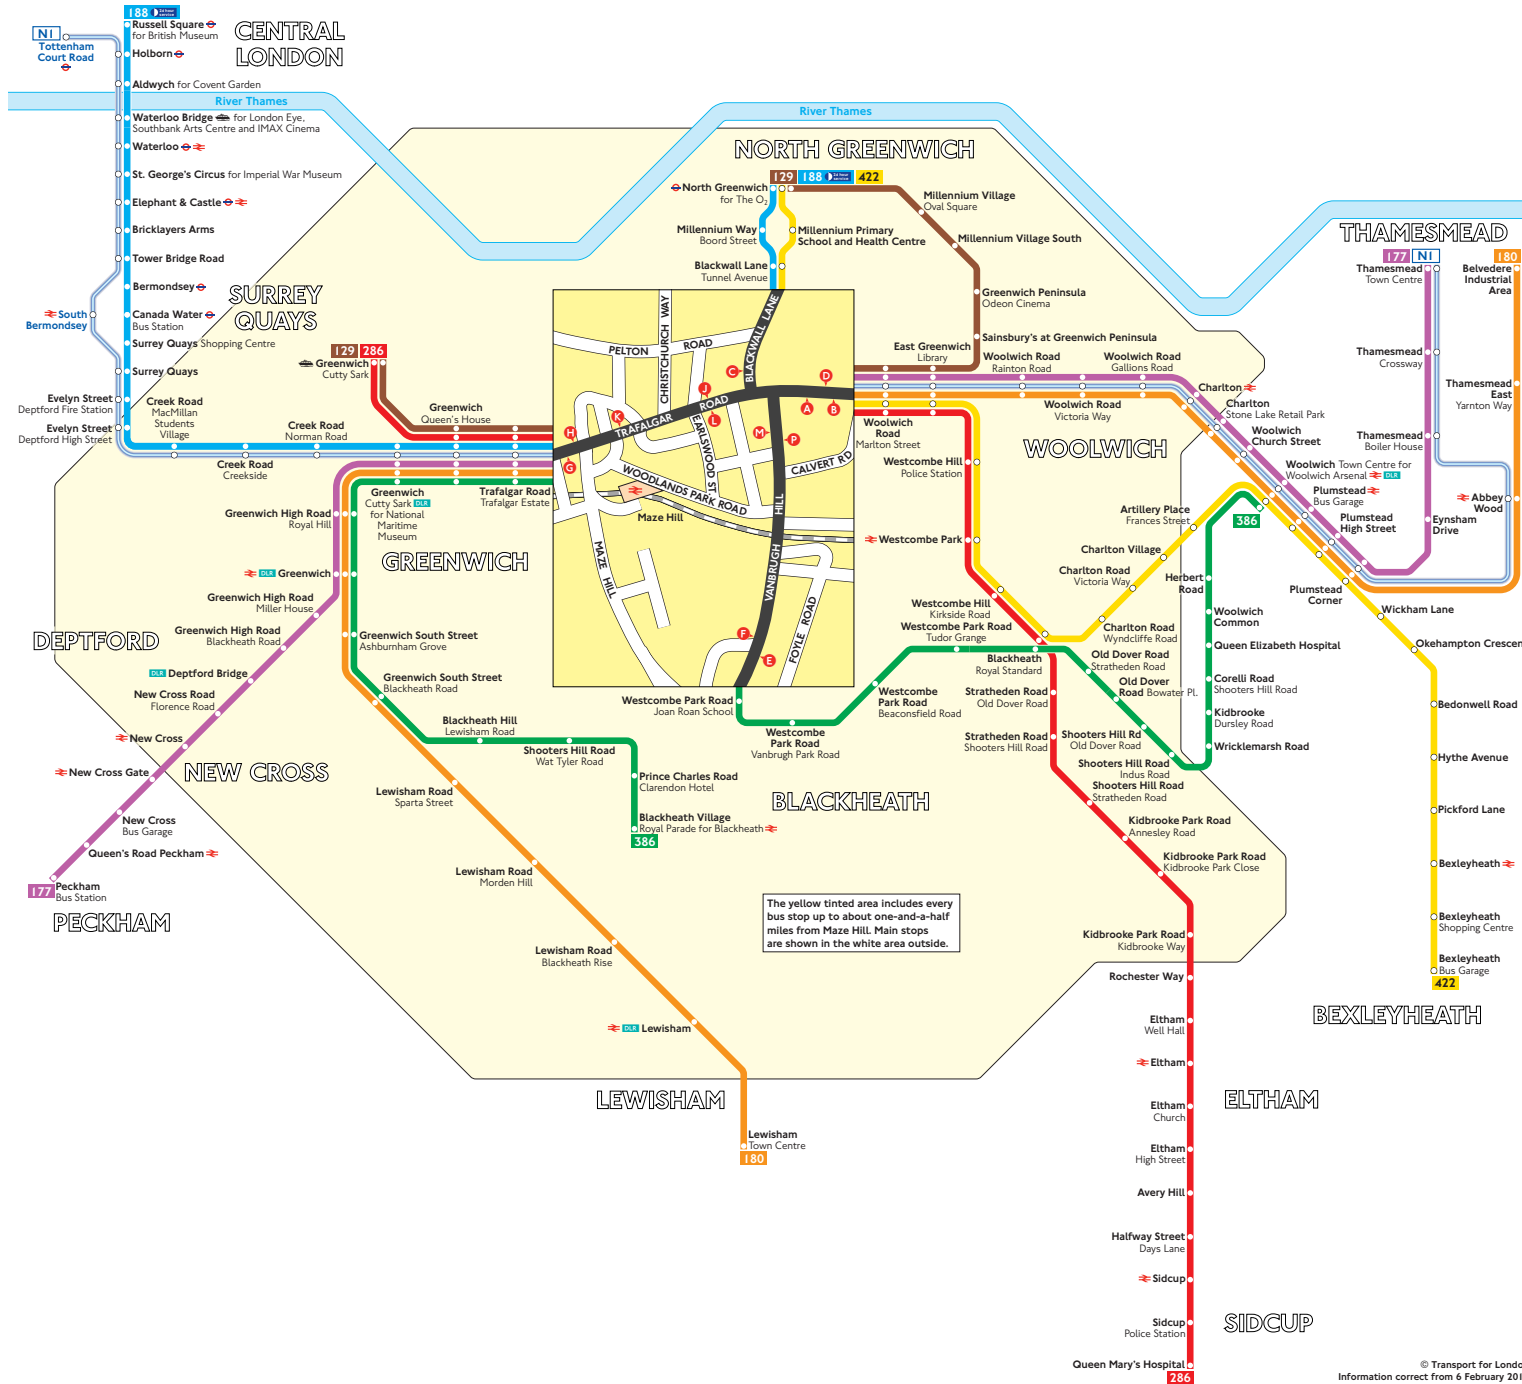 188 24 hour service
Russell Square
for British Museum
CENTRAL
LONDON
N1
Tottenham
Court Road
Holborn
Aldwych for Covent Garden
River Thames
Waterloo Bridge for London Eye,
Southbank Arts Centre and IMAX Cinema
Waterloo
St. George's Circus for Imperial War Museum
Elephant & Castle
Bricklayers Arms
Tower Bridge Road
Bermondsey
SURREY
QUAYS
South
Bermondsey
Canada Water
Bus Station
Surrey Quays Shopping Centre
Surrey Quays
Evelyn Street
Deptford Fire Station
Evelyn Street
Deptford High Street
Creek Road
MacMillan
Students
Village
129 286
Greenwich
Cutty Sark
Greenwich
Queen's House
Creek Road
Norman Road
Creek Road
Creekside
Greenwich
Cutty Sark DLR
for National
Maritime
Museum
Trafalgar Road
Trafalgar Estate
River Thames
NORTH GREENWICH
129 188 24 hour service 422
North Greenwich
for The O2
Millennium Way
Boord Street
Millennium Primary
School and Health Centre
Blackwall Lane
Tunnel Avenue
Millennium Village
Oval Square
Millennium Village South
Greenwich Peninsula
Odeon Cinema
Sainsbury's at Greenwich Peninsula
East Greenwich
Library
Woolwich Road
Rainton Road
Woolwich Road
Gallions Road
Woolwich Road
Victoria Way
Woolwich
Road
Marlton Street
WOOLWICH
Charlton
Charlton
Stone Lake Retail Park
Woolwich
Church Street
Woolwich Town Centre for
Woolwich Arsenal DLR
Plumstead
Bus Garage
Plumstead
High Street
THAMESMEAD
177 N1
180
Thamesmead
Town Centre
Belvedere
Industrial
Area
Thamesmead
Crossway
Thamesmead
East
Yarnton Way
Thamesmead
Boiler House
Abbey
Wood
Eynsham
Drive
CHRISTCHURCH WAY
PELTON ROAD
BLACKWALL LANE
TRAFALGAR ROAD
EARLSWOOD ST
WOODLANDS PARK ROAD
CALVERT RD
Maze Hill
MAZE HILL
VANBRUGH HILL
FOYLE ROAD
C
D
J
A
B
K
L
H
M
P
G
F
E
Greenwich High Road
Royal Hill
DLR Greenwich
GREENWICH
Greenwich High Road
Miller House
DEPTFORD
Greenwich High Road
Blackheath Road
DLR Deptford Bridge
New Cross Road
Florence Road
New Cross
New Cross Gate
NEW CROSS
New Cross
Bus Garage
Queen's Road Peckham
177
Peckham
Bus Station
PECKHAM
Greenwich South Street
Ashburnham Grove
Greenwich South Street
Blackheath Road
Blackheath Hill
Lewisham Road
Shooters Hill Road
Wat Tyler Road
Prince Charles Road
Clarendon Hotel
Blackheath Village
Royal Parade for Blackheath
386
Lewisham Road
Sparta Street
Lewisham Road
Morden Hill
Lewisham Road
Blackheath Rise
DLR Lewisham
LEWISHAM
Lewisham
Town Centre
180
Westcombe Hill
Police Station
Westcombe Park
Westcombe Hill
Kirkside Road
Westcombe Park Road
Tudor Grange
Blackheath
Royal Standard
Westcombe Park Road
Joan Roan School
Westcombe
Park Road
Vanbrugh Park Road
Westcombe
Park Road
Beaconsfield Road
BLACKHEATH
Artillery Place
Frances Street
386
Charlton Village
Charlton Road
Victoria Way
Charlton Road
Wyndcliffe Road
Old Dover Road
Stratheden Road
Old Dover
Road Bowater Pl.
Stratheden Road
Old Dover Road
Stratheden Road
Shooters Hill Road
Shooters Hill Rd
Old Dover Road
Shooters Hill Road
Indus Road
Shooters Hill Road
Stratheden Road
Herbert
Road
Woolwich
Common
Queen Elizabeth Hospital
Corelli Road
Shooters Hill Road
Kidbrooke
Dursley Road
Wricklemarsh Road
Kidbrooke Park Road
Annesley Road
Kidbrooke Park Road
Kidbrooke Park Close
Kidbrooke Park Road
Kidbrooke Way
Rochester Way
Eltham
Well Hall
Eltham
Eltham
Church
ELTHAM
Eltham
High Street
Avery Hill
Halfway Street
Days Lane
Sidcup
Sidcup
Police Station
SIDCUP
Queen Mary's Hospital
286
Plumstead
Corner
Wickham Lane
Okehampton Crescen
Bedonwell Road
Hythe Avenue
Pickford Lane
Bexleyheath
Bexleyheath
Shopping Centre
Bexleyheath
Bus Garage
422
BEXLEYHEATH
The yellow tinted area includes every
bus stop up to about one-and-a-half
miles from Maze Hill. Main stops
are shown in the white area outside.
© Transport for Londo
Information correct from 6 February 201